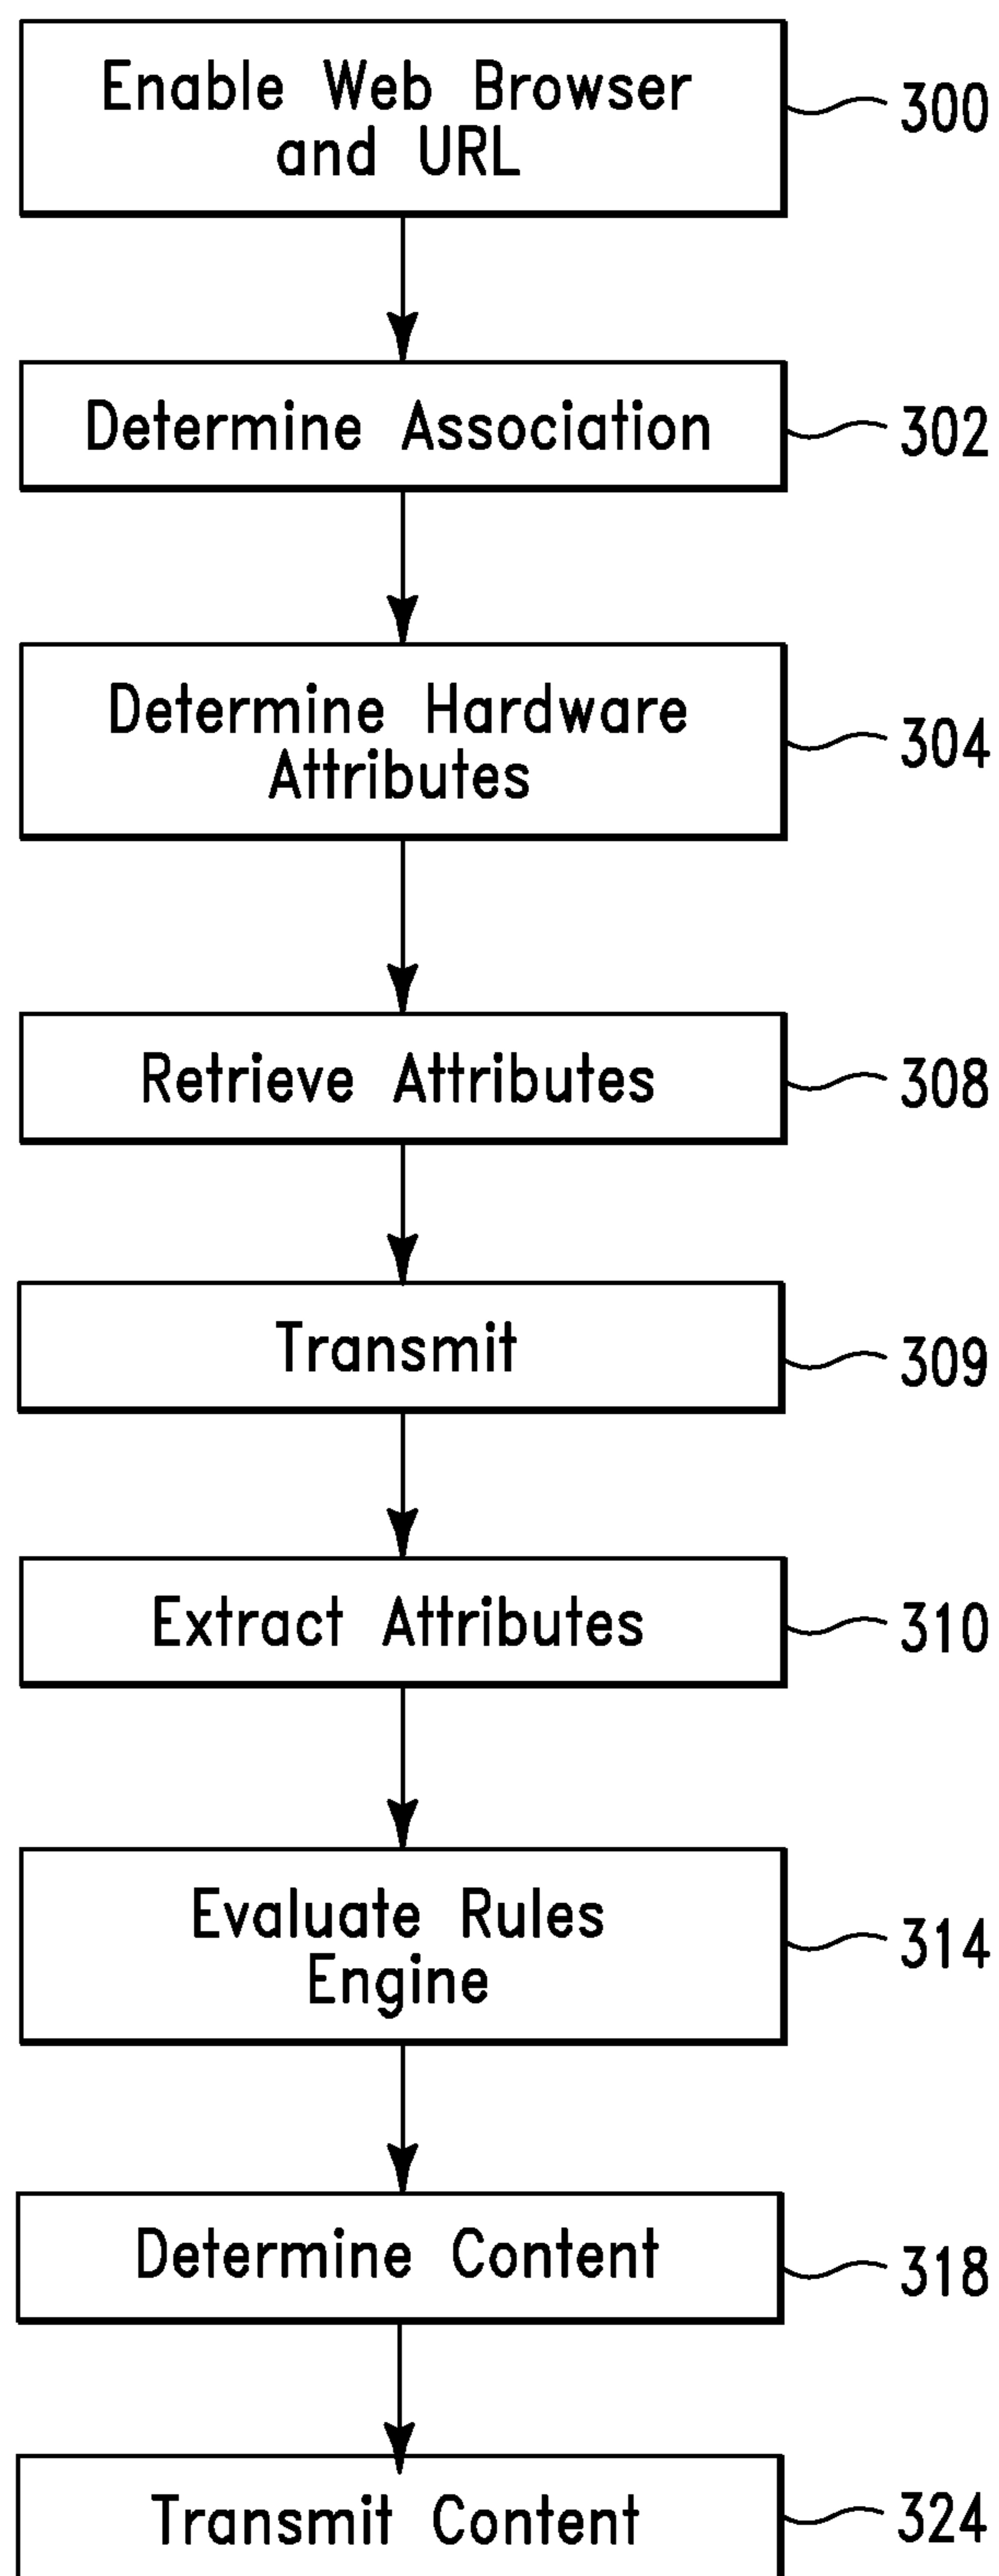 Enable Web Browser
and URL
300
Determine Association
302
Determine Hardware
Attributes
304
Retrieve Attributes
308
Transmit
309
Extract Attributes
310
Evaluate Rules
Engine
314
Determine Content
318
Transmit Content
324